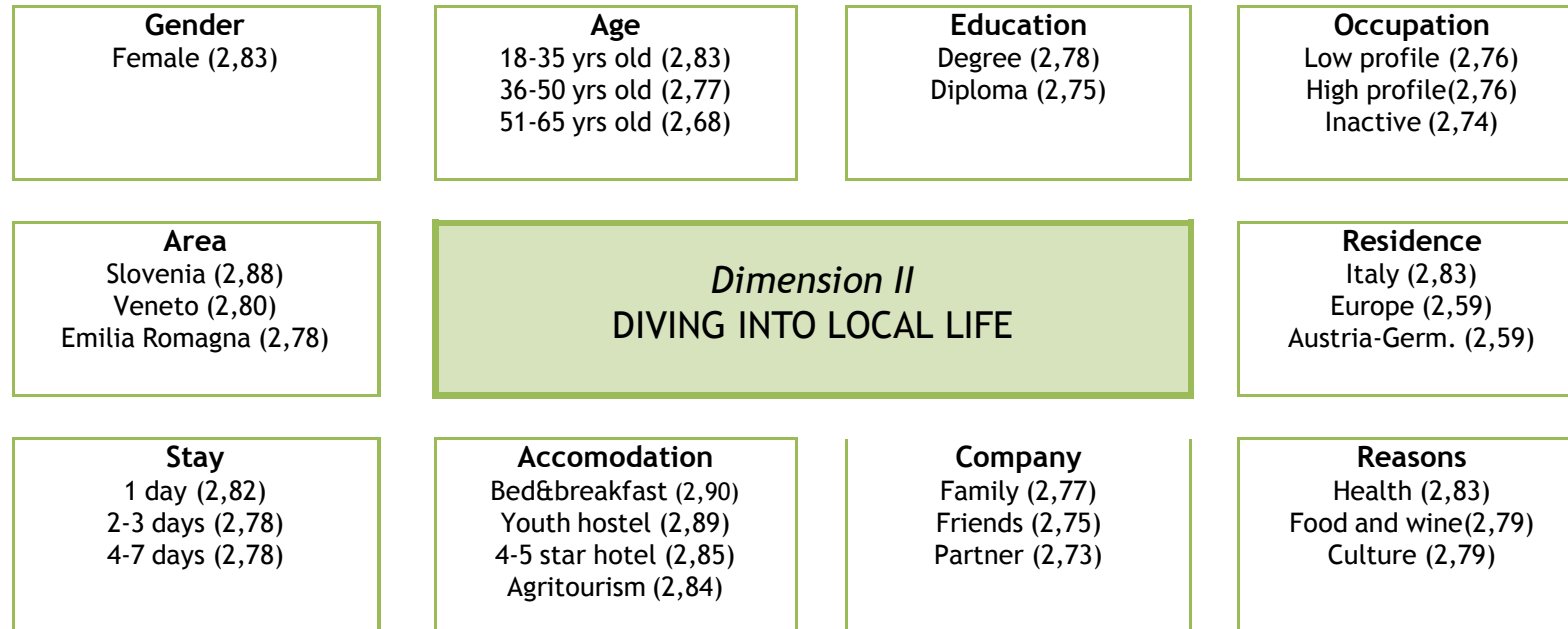 Gender
Female (2,83)
Age
18-35 yrs old (2,83)
36-50 yrs old (2,77)
51-65 yrs old (2,68)
Education
Degree (2,78)
Diploma (2,75)
Occupation
Low profile (2,76)
High profile(2,76)
Inactive (2,74)
Area
Slovenia (2,88)
Veneto (2,80)
Emilia Romagna (2,78)
Dimension II
DIVING INTO LOCAL LIFE
Residence
Italy (2,83)
Europe (2,59)
Austria-Germ. (2,59)
Stay
1 day (2,82)
2-3 days (2,78)
4-7 days (2,78)
Accomodation
Bed&breakfast (2,90)
Youth hostel (2,89)
4-5 star hotel (2,85)
Agritourism (2,84)
Company
Family (2,77)
Friends (2,75)
Partner (2,73)
Reasons
Health (2,83)
Food and wine(2,79)
Culture (2,79)